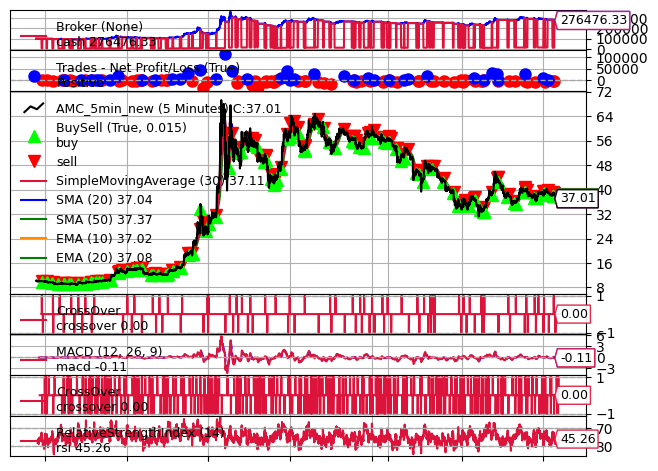 Broker (None)
cash 276476.33
276476.33
200000
0
Trades - Net Profit/Loss (True)
Positive
100000
50000
0
AMC_5min_new (5 Minutes) C:37.01
BuySell (True, 0.015)
buy
sell
SimpleMovingAverage (30) 37.11
SMA (20) 37.04
SMA (50) 37.37
EMA (10) 37.02
EMA (20) 37.08
72
64
56
48
40
37.01
32
24
16
8
CrossOver
crossover 0.00
1
0.00
−1
MACD (12, 26, 9)
macd -0.11
6
3
0
-0.11
−3
CrossOver
crossover 0.00
1
0.00
−1
RelativeStrengthIndex (14)
rsi 45.26
70
45.26
30